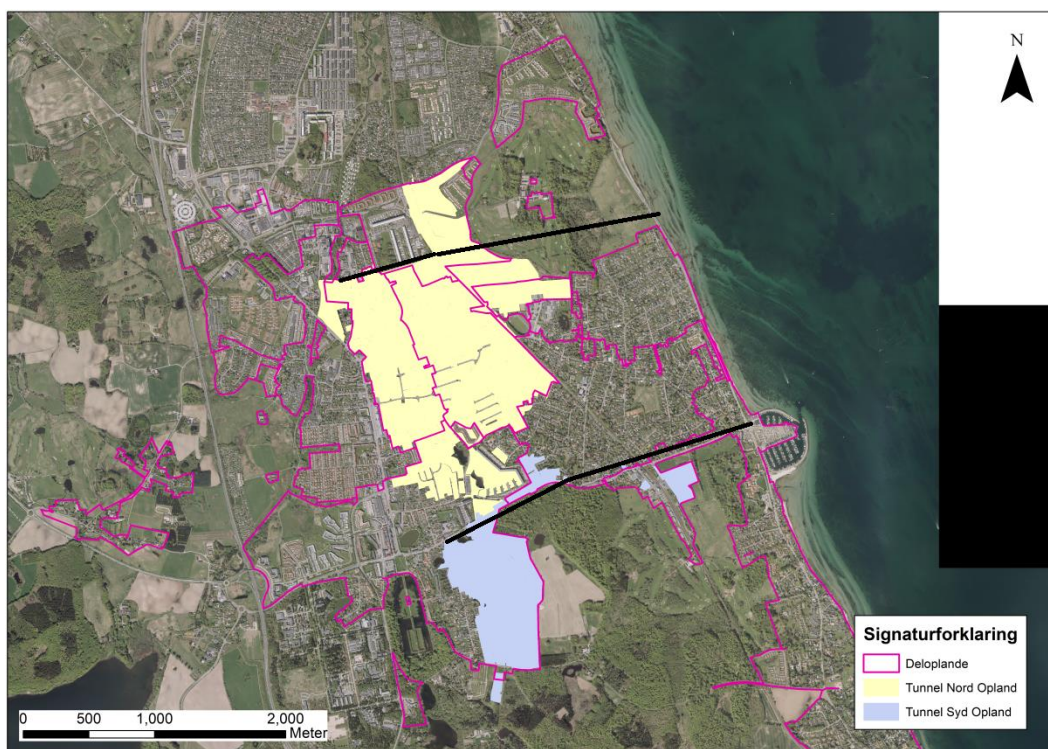 N
Signaturforklaring
Deloplande
Tunnel Nord Opland
Tunnel Syd Opland
0 500 1,000 2,000
Meter